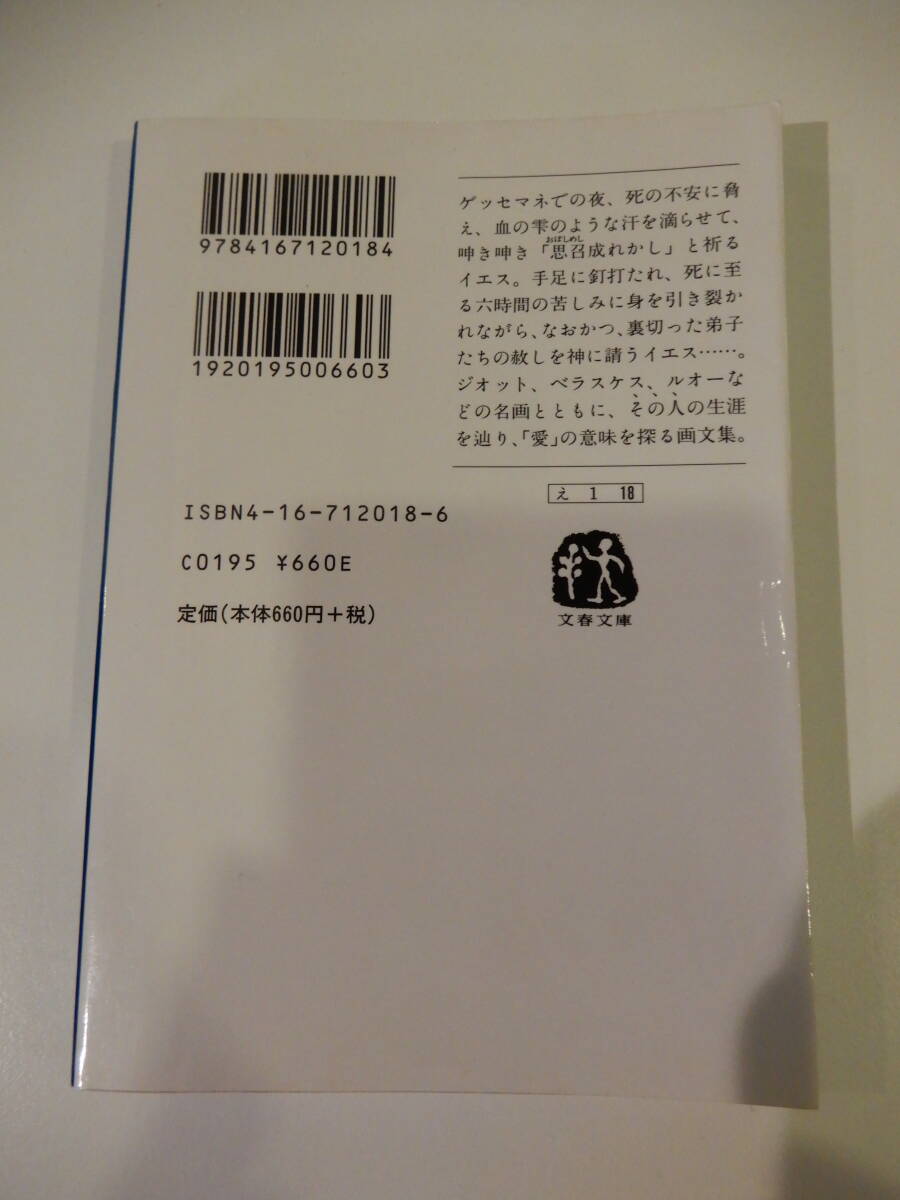 9784167120184
1920195006603
ISBN4-16-712018-6
C0195 ¥660E
定価(本体660円+税)
ゲッセマネでの夜、死の不安に脅
え、血の雫のような汗を滴らせて、
おぼしめし
呻き呻き「思召成れかし」と祈る
イエス。手足に釘打たれ、死に至
る六時間の苦しみに身を引き裂か
れながら、なおかつ、裏切った弟子
たちの赦しを神に請うイエス……。
ジオット、ベラスケス、ルオーな
どの名画とともに、その人の生涯
を辿り、「愛」の意味を探る画文集。
え 1 18
文春文庫